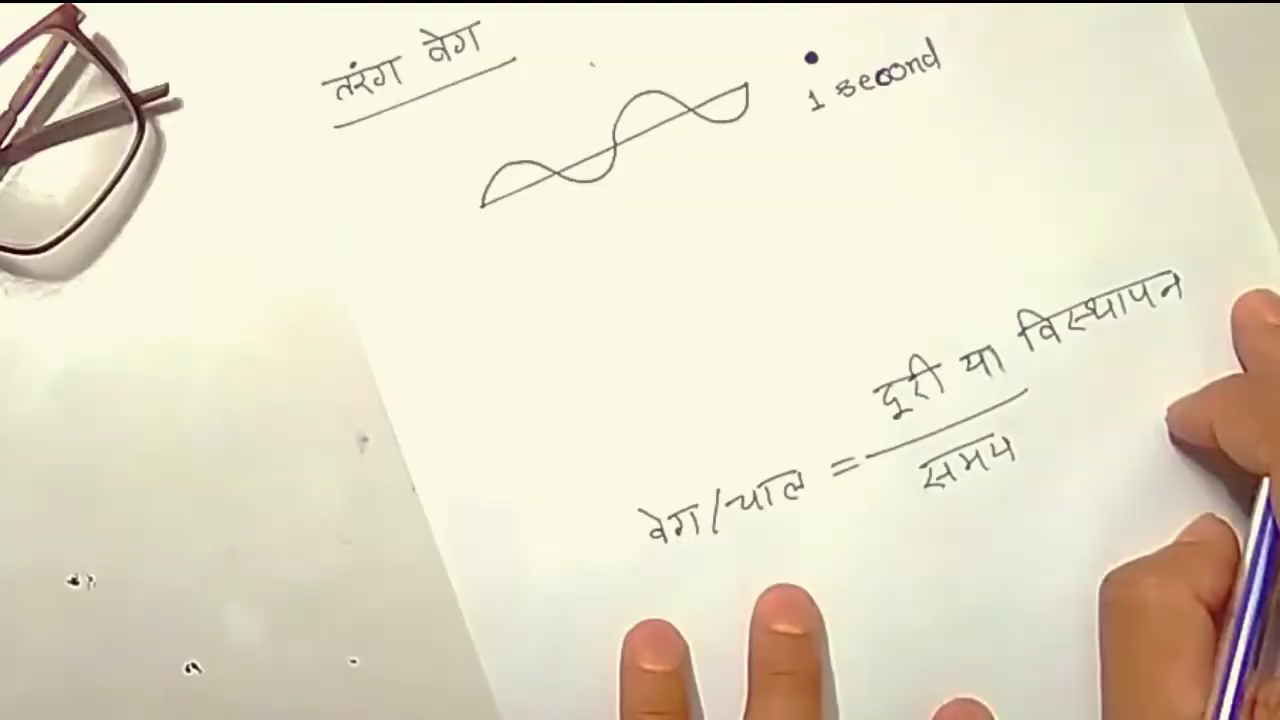 तरंग वेग
1 second
वेग/चाल = दूरी या विस्थापन
समय